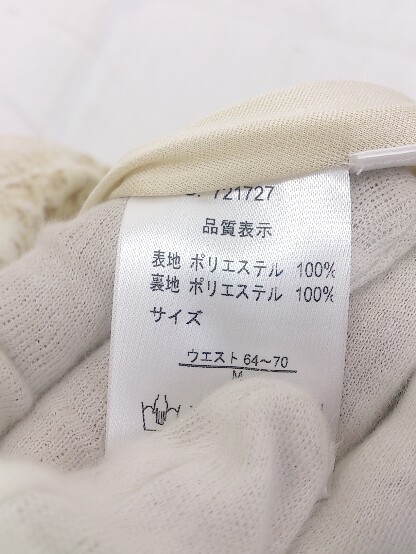 721727
品質表示
表地 ポリエステル 100%
裏地 ポリエステル 100%
サイズ
ウエスト 64〜70
M